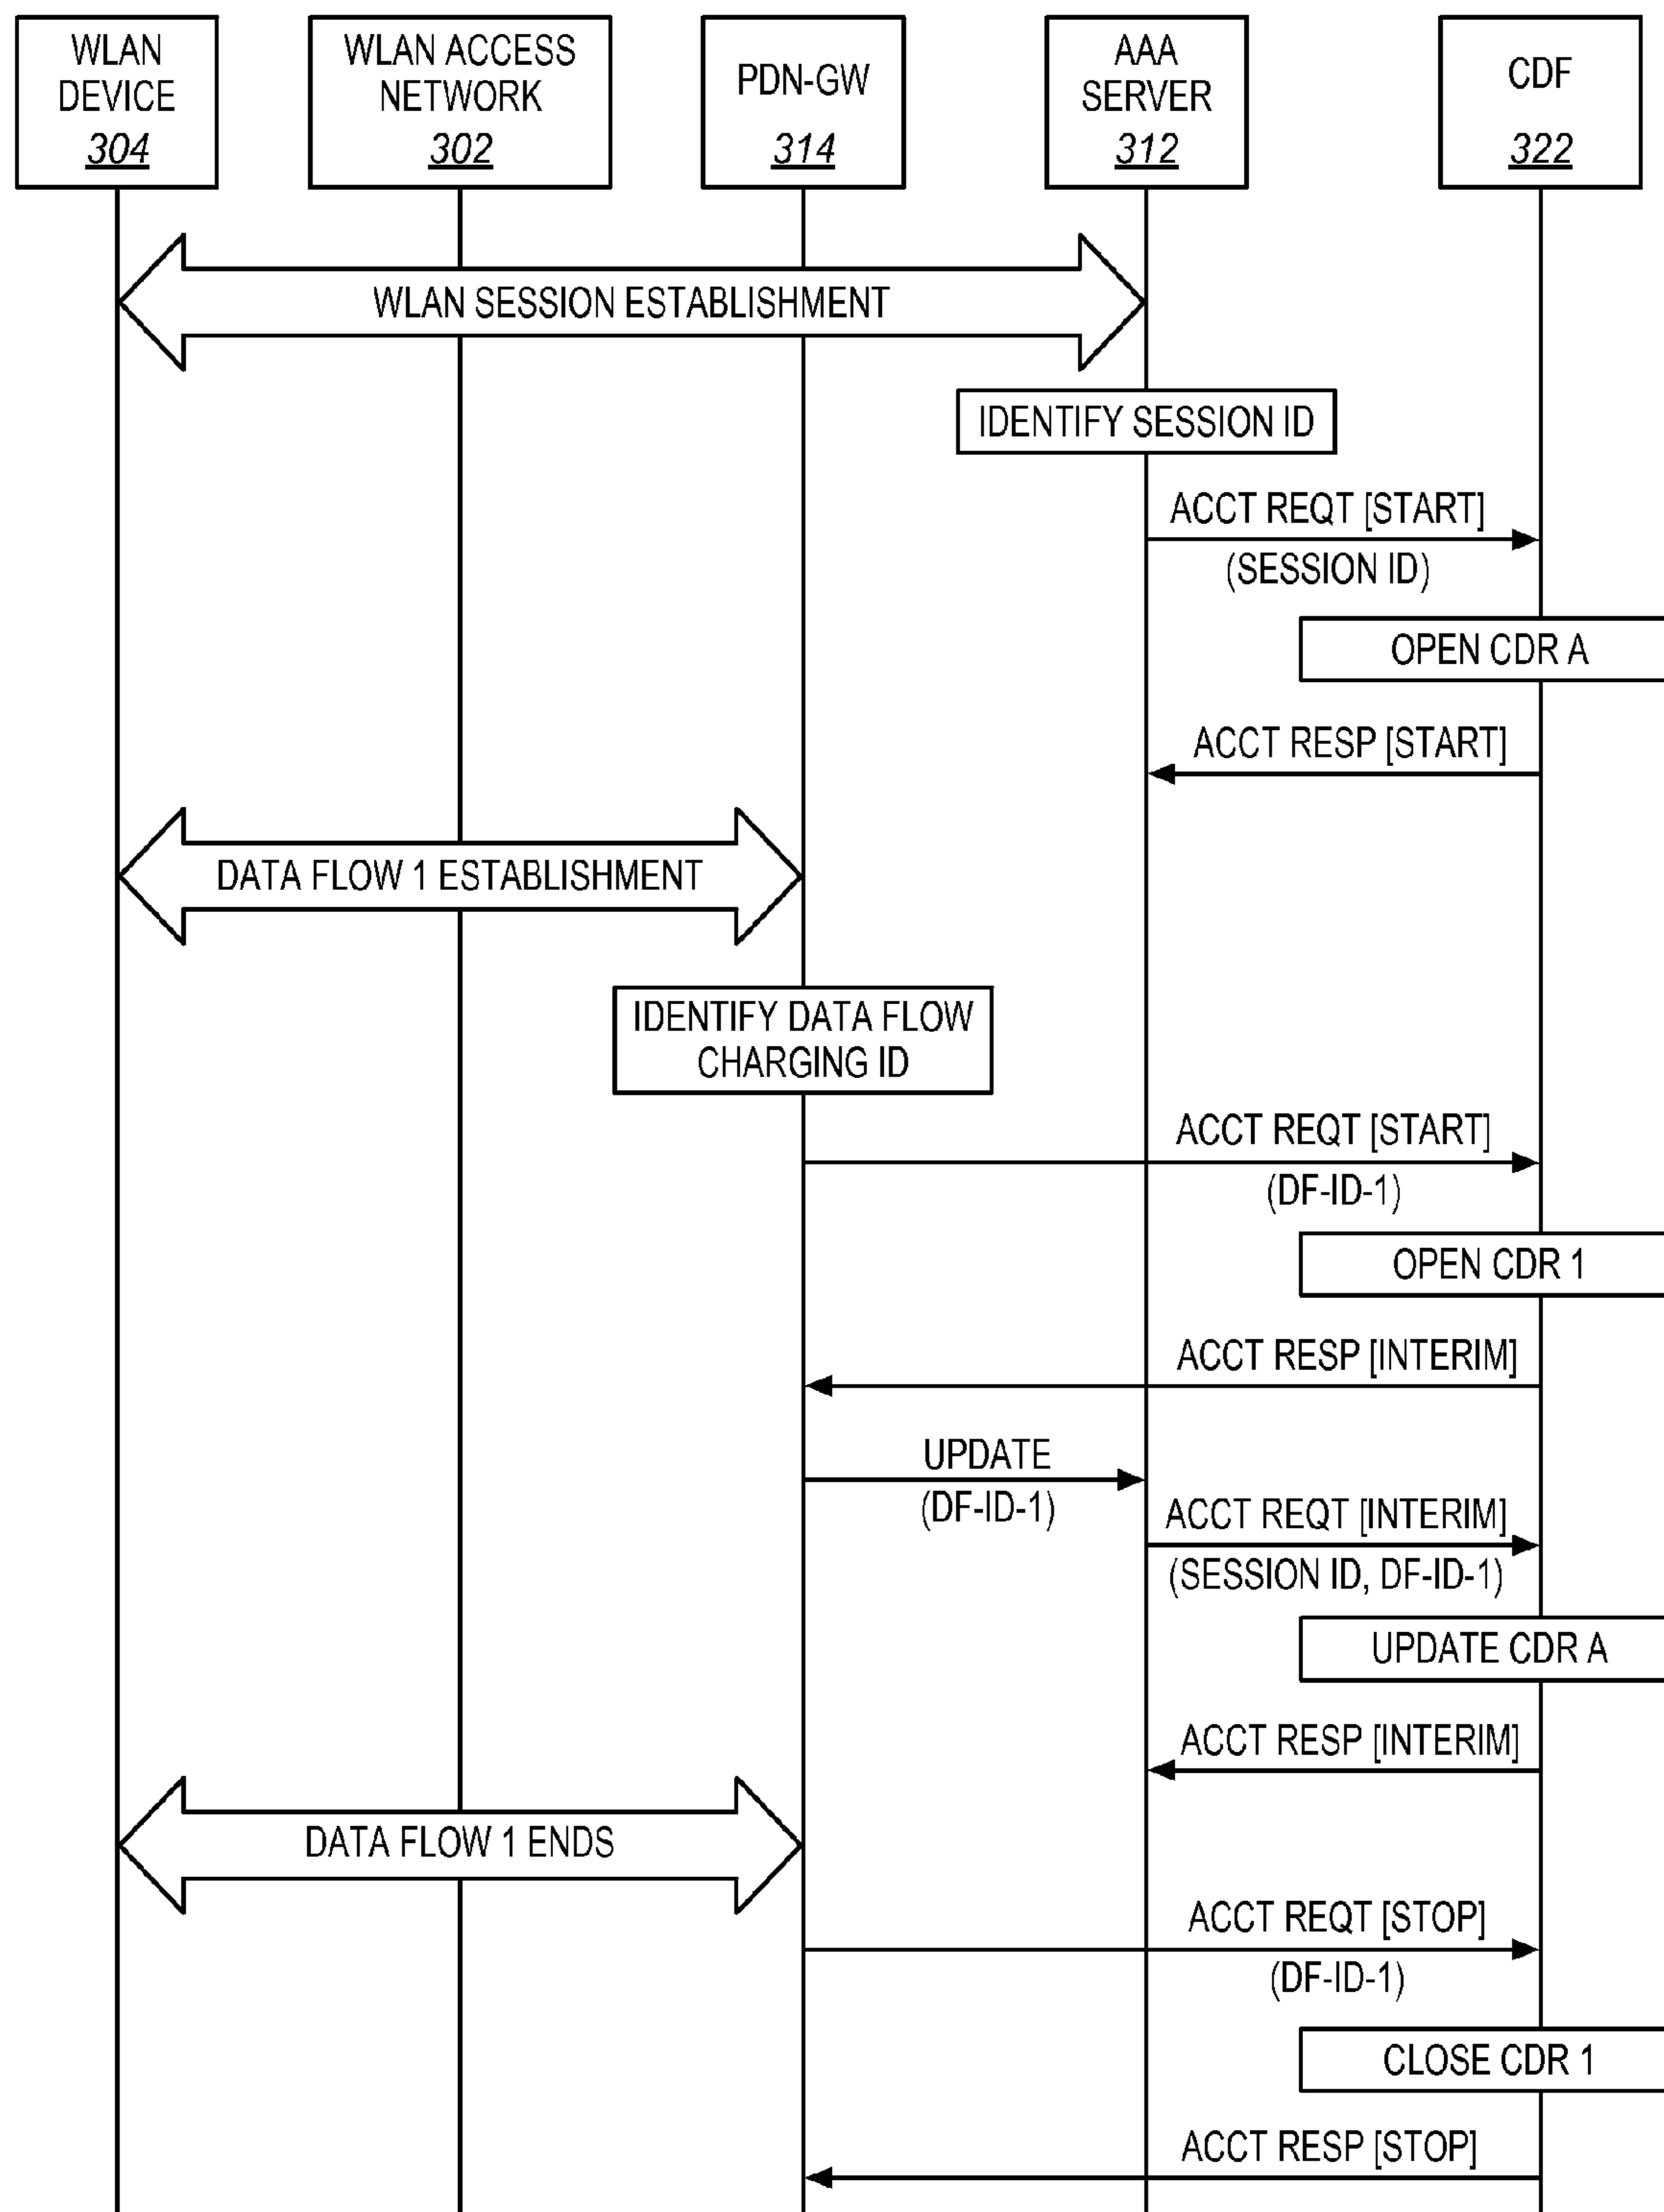 WLAN
DEVICE
304
WLAN ACCESS
NETWORK
302
PDN-GW
314
AAA
SERVER
312
CDF
322
WLAN SESSION ESTABLISHMENT
IDENTIFY SESSION ID
ACCT REQT [START]
(SESSION ID)
OPEN CDR A
ACCT RESP [START]
DATA FLOW 1 ESTABLISHMENT
IDENTIFY DATA FLOW
CHARGING ID
ACCT REQT [START]
(DF-ID-1)
OPEN CDR 1
ACCT RESP [INTERIM]
UPDATE
(DF-ID-1)
ACCT REQT [INTERIM]
(SESSION ID, DF-ID-1)
UPDATE CDR A
ACCT RESP [INTERIM]
DATA FLOW 1 ENDS
ACCT REQT [STOP]
(DF-ID-1)
CLOSE CDR 1
ACCT RESP [STOP]